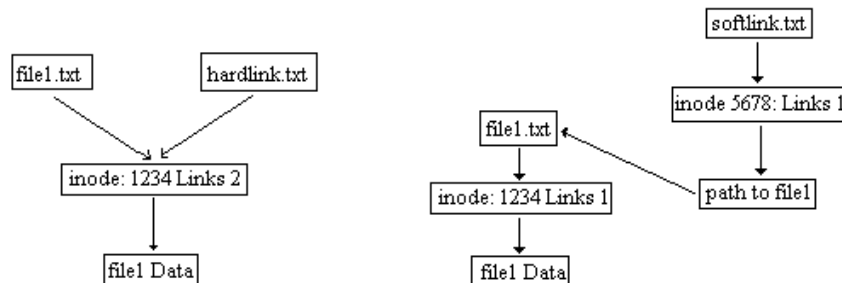 file1.txt
hardlink.txt
inode: 1234 Links 2
file1 Data
softlink.txt
inode 5678: Links 1
path to file1
file1.txt
inode: 1234 Links 1
file1 Data